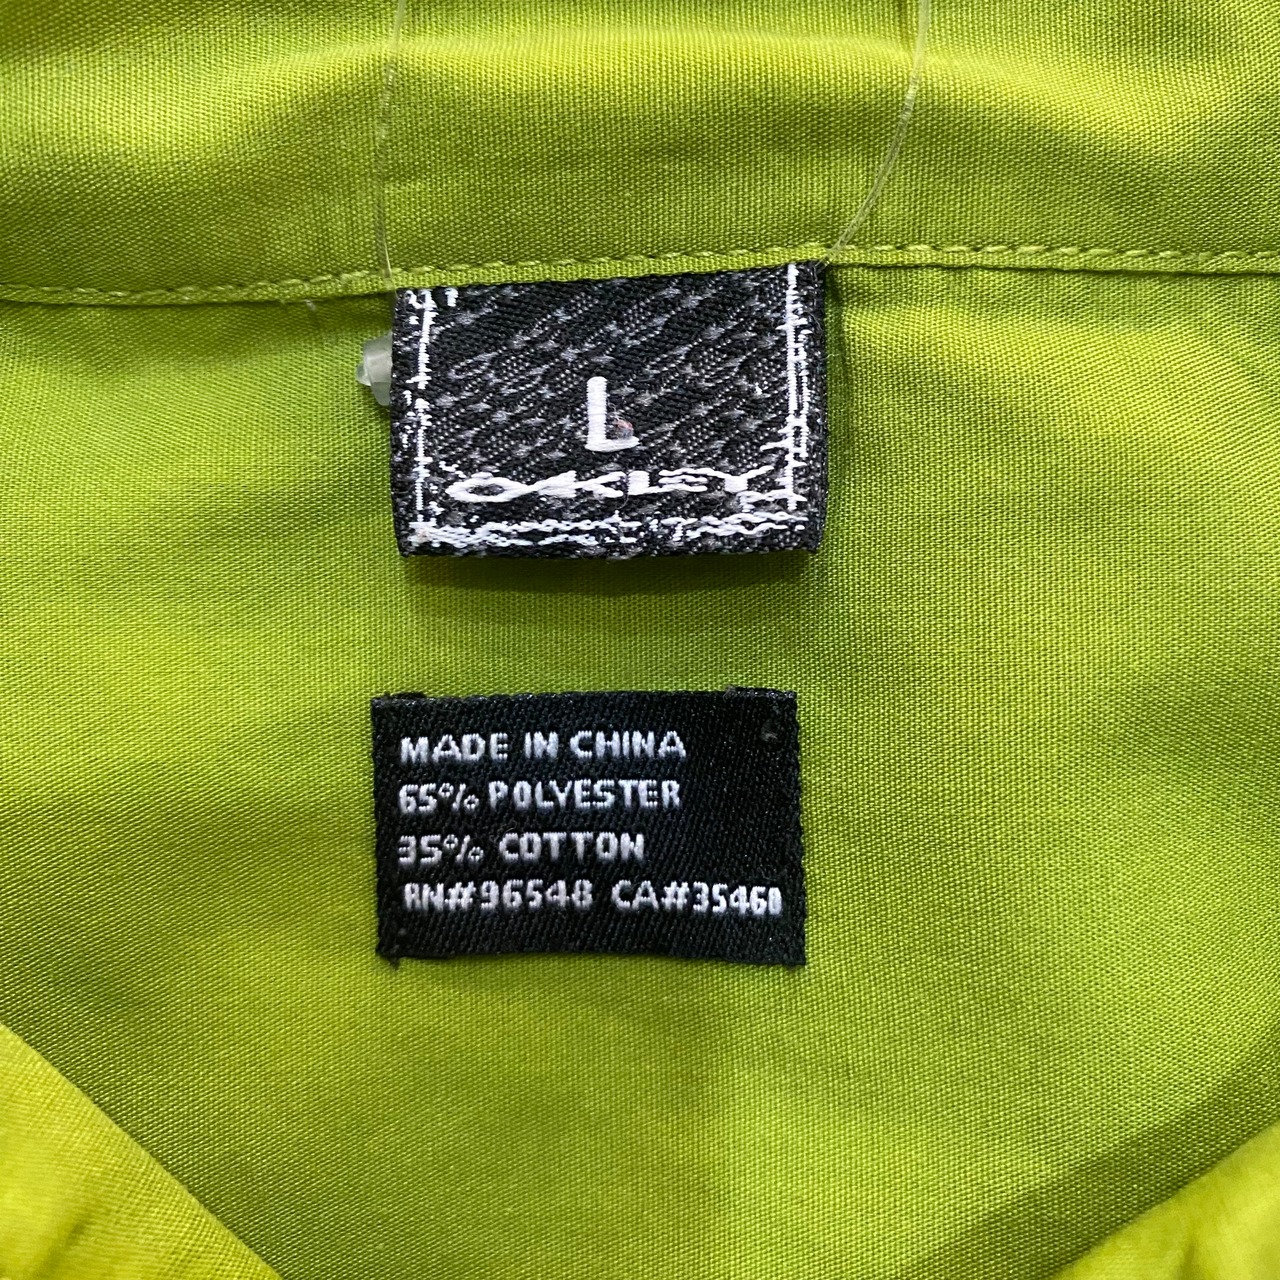 L
OAKLEY
MADE IN CHINA
65% POLYESTER
35% COTTON
RN#96548 CA#35460